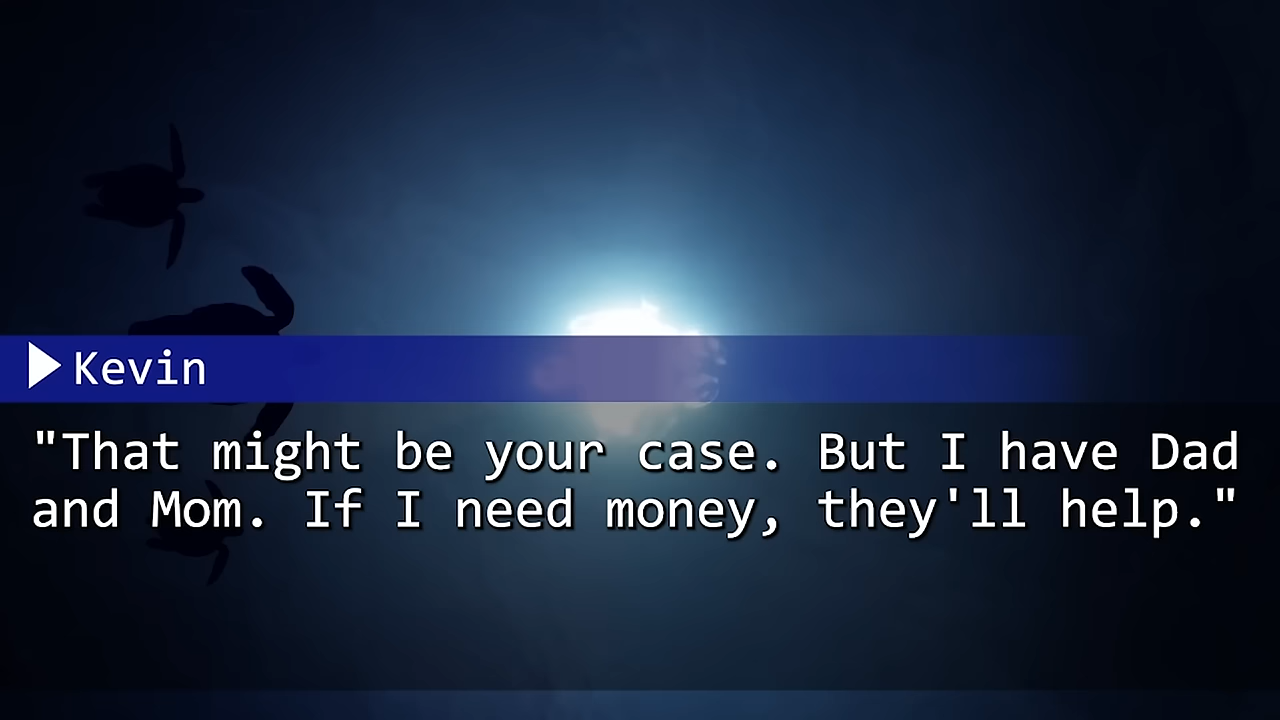 Kevin
"That might be your case. But I have Dad
and Mom. If I need money, they'll help."